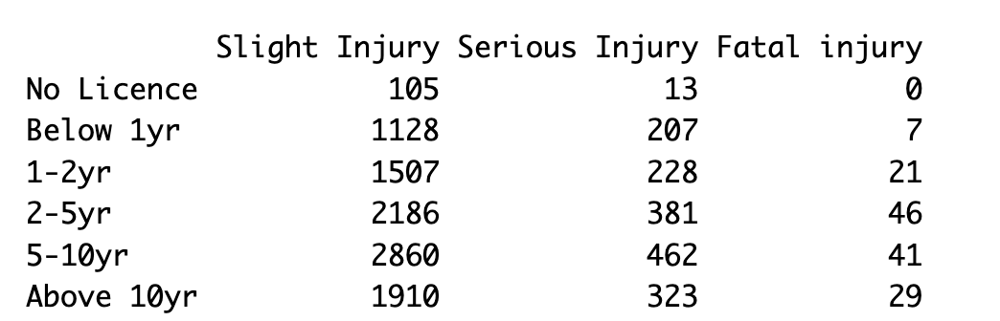 Slight Injury Serious Injury Fatal injury
No Licence 105 13 0
Below 1yr 1128 207 7
1-2yr 1507 228 21
2-5yr 2186 381 46
5-10yr 2860 462 41
Above 10yr 1910 323 29